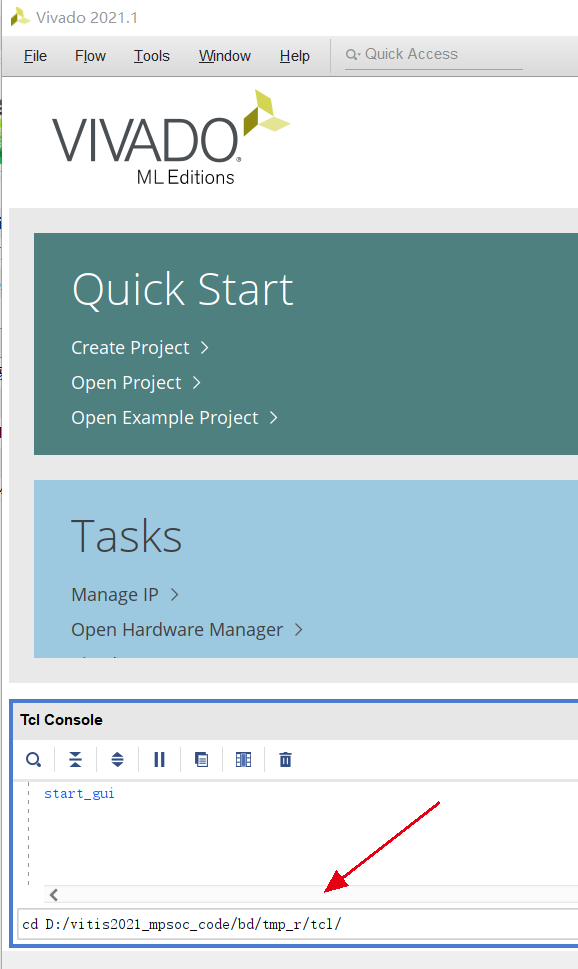 Vivado 2021.1
File Flow Tools Window Help Quick Access
VIVADO
ML Editions
Quick Start
Create Project
Open Project
Open Example Project
Tasks
Manage IP
Open Hardware Manager
Tcl Console
start_gui
cd D:/vitis2021_mpsoc_code/bd/tmp_r/tcl/